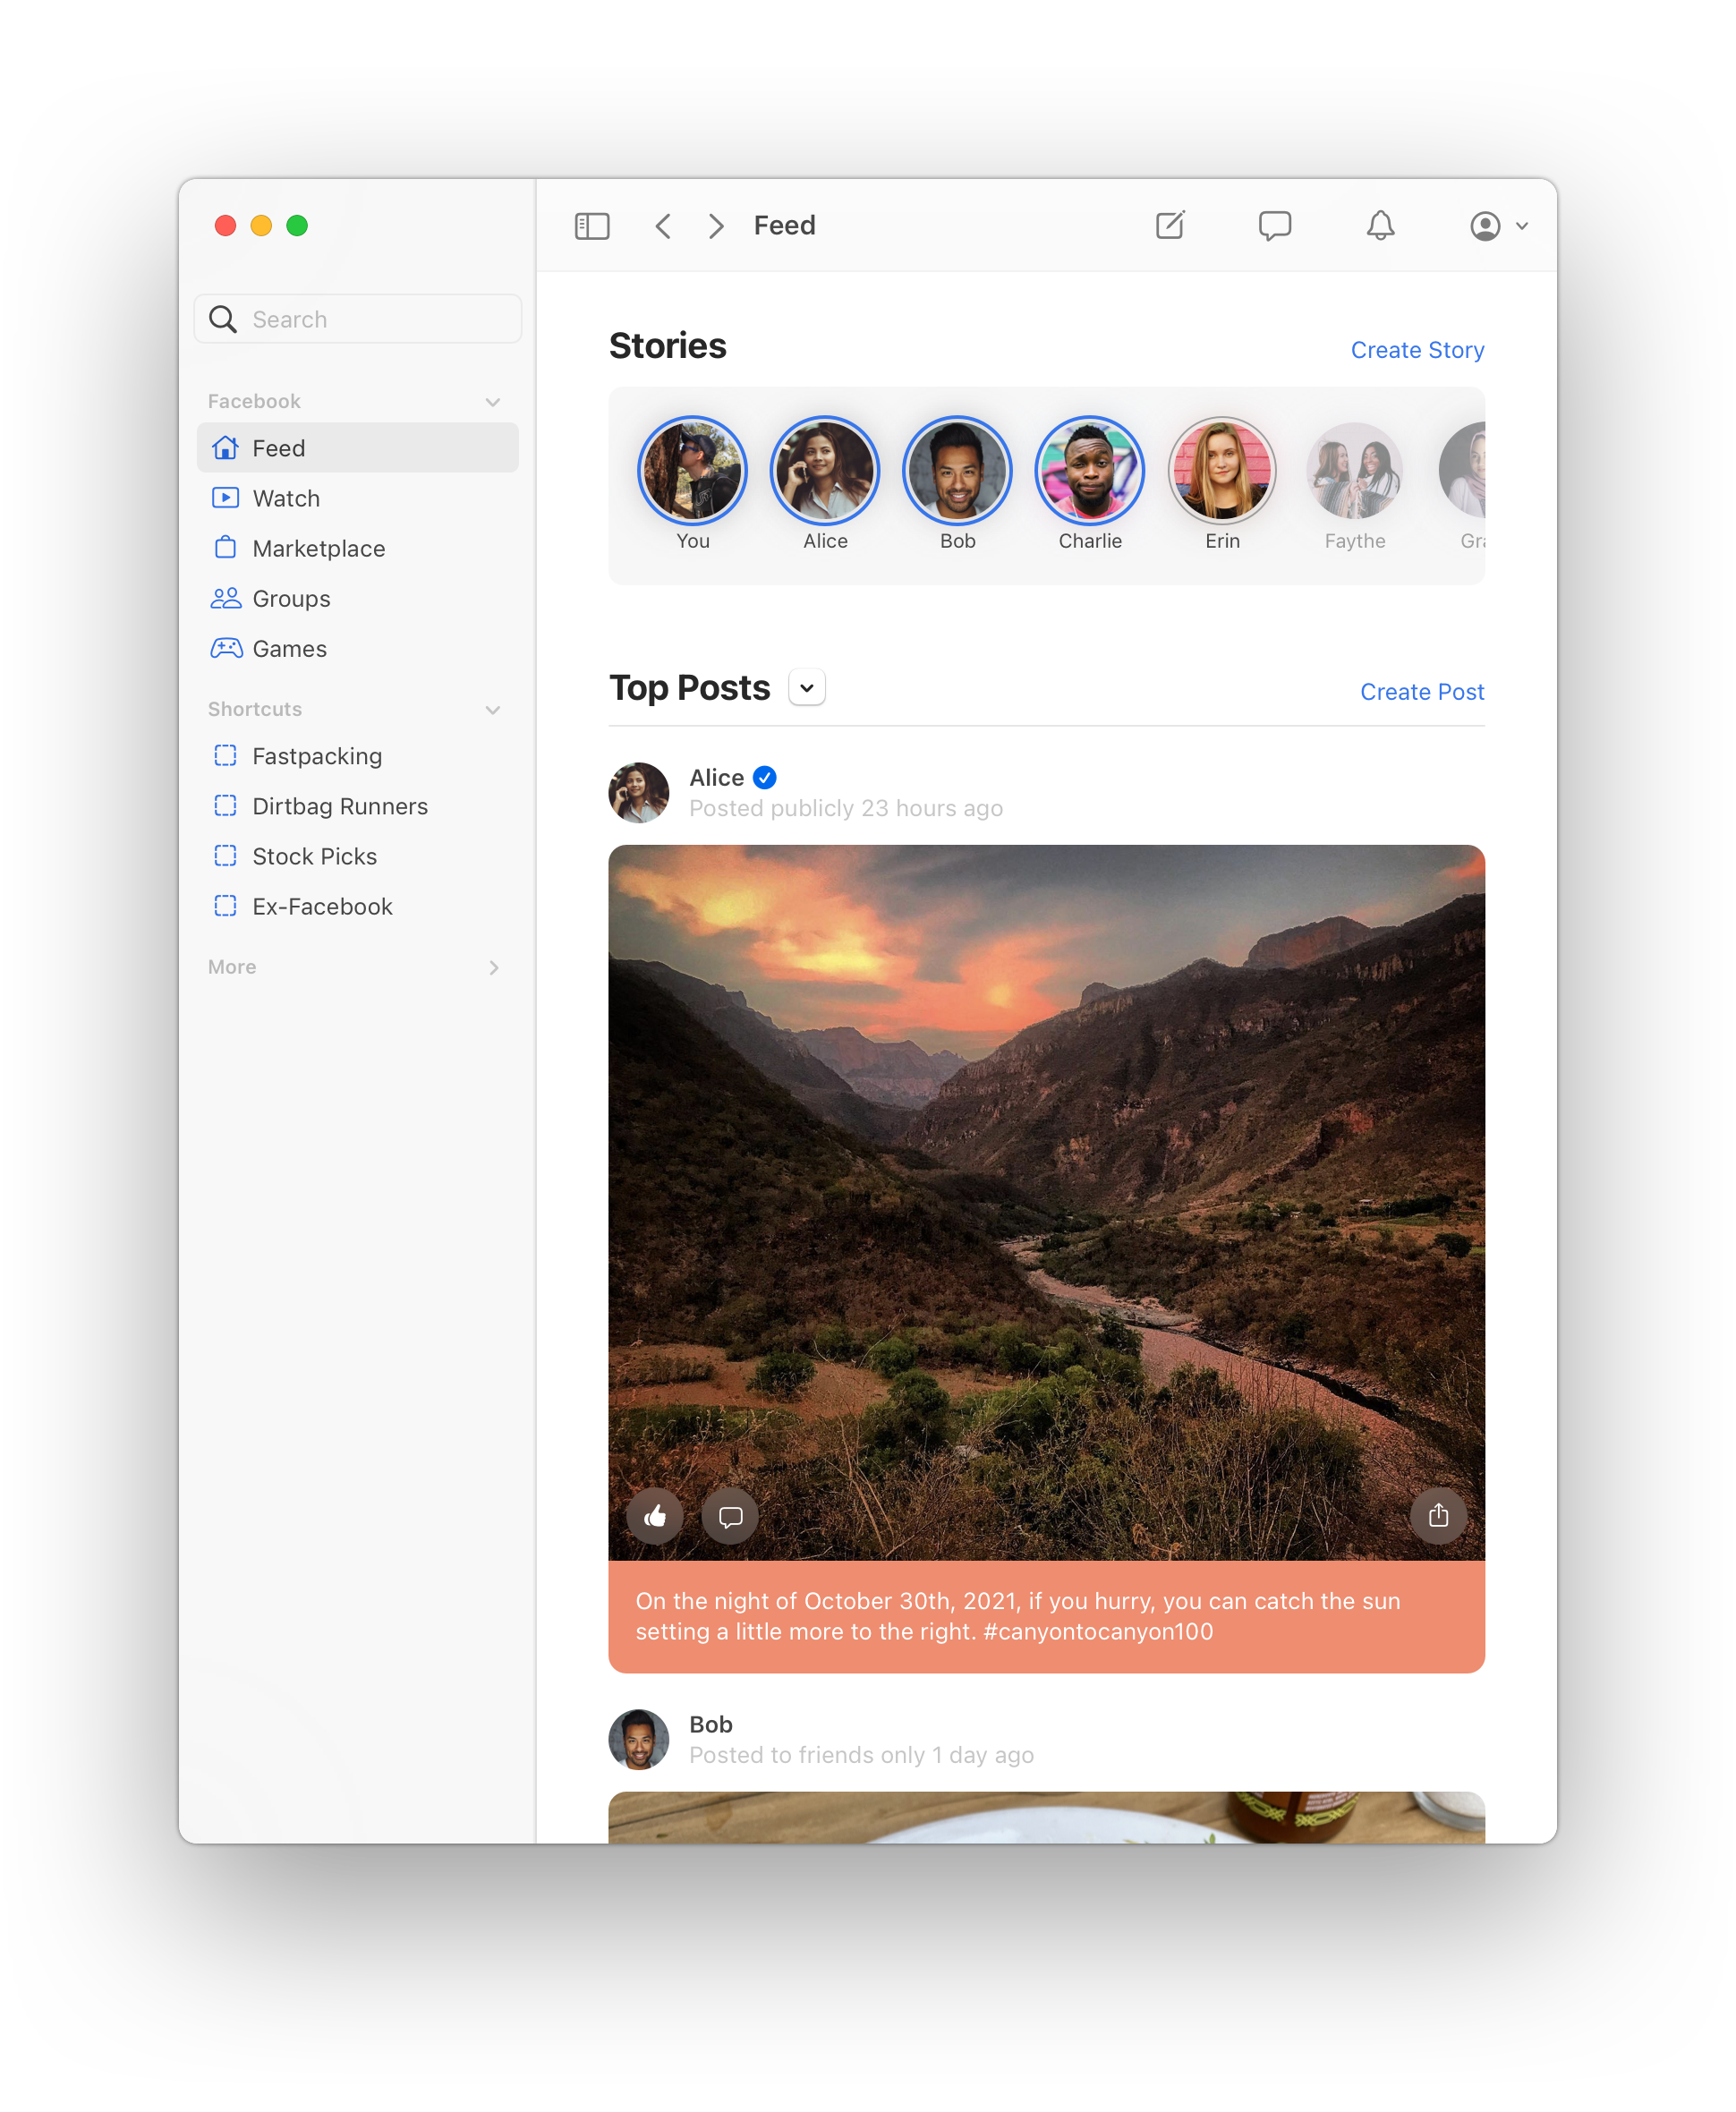 Search
Facebook
Feed
Watch
Marketplace
Groups
Games
Shortcuts
Fastpacking
Dirtbag Runners
Stock Picks
Ex-Facebook
More
Feed
Stories
Create Story
You
Alice
Bob
Charlie
Erin
Faythe
Top Posts
Create Post
Alice
Posted publicly 23 hours ago
On the night of October 30th, 2021, if you hurry, you can catch the sun
setting a little more to the right. #canyontocanyon100
Bob
Posted to friends only 1 day ago